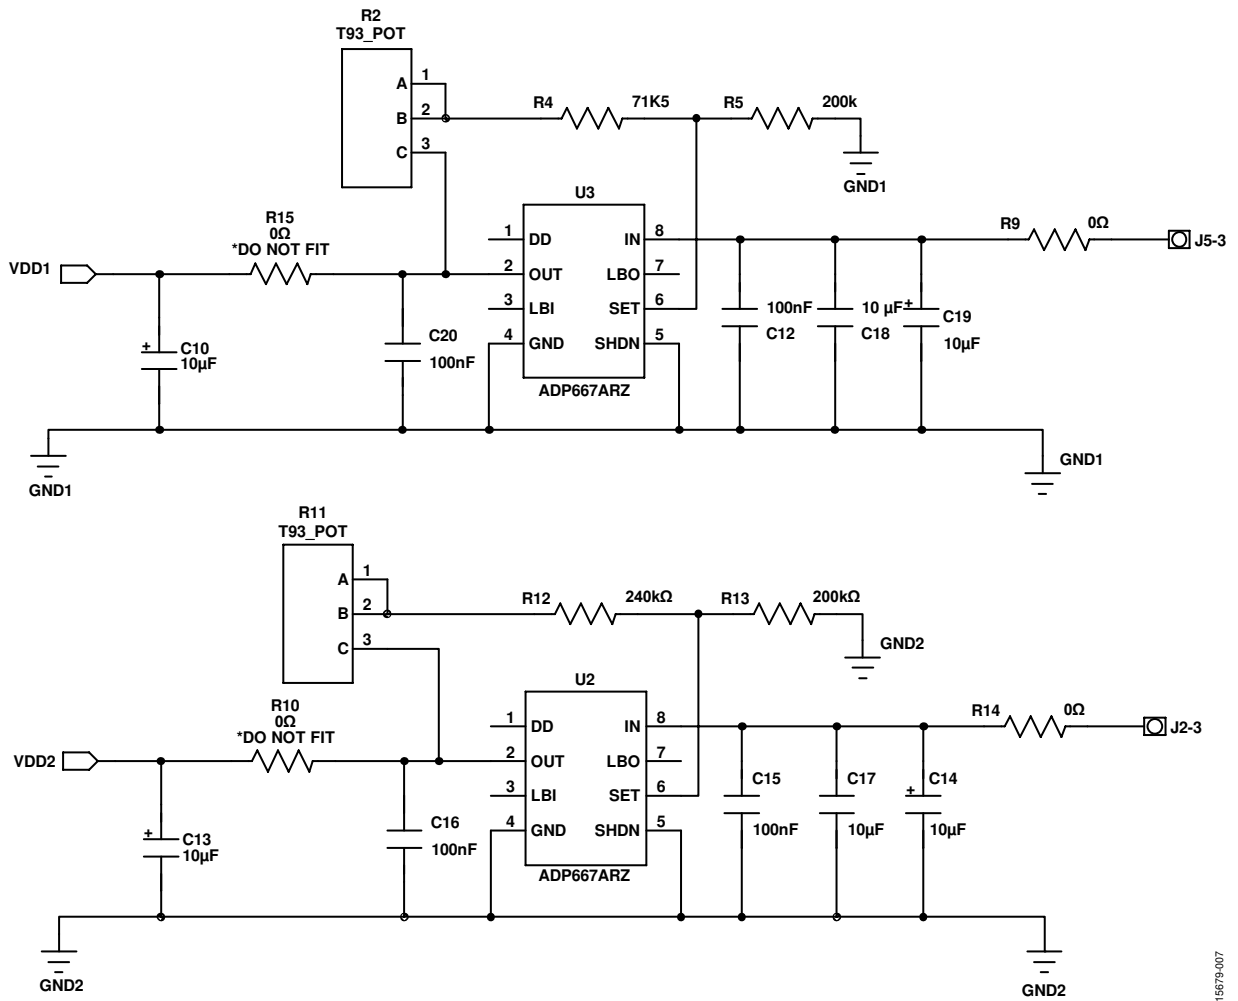 R2
T93_POT
A 1
B 2
C 3
R4 71K5 R5 200k
GND1
U3
R15
0Ω
*DO NOT FIT
VDD1
1 DD IN 8
2 OUT LBO 7
3 LBI SET 6
4 GND SHDN 5
ADP667ARZ
R9 0Ω J5-3
+ C10
10µF
C20
100nF
100nF
C12
10 µF
C18
+ C19
10µF
GND1
GND1
R11
T93_POT
A 1
B 2
C 3
R12 240kΩ R13 200kΩ
GND2
U2
R10
0Ω
*DO NOT FIT
VDD2
1 DD IN 8
2 OUT LBO 7
3 LBI SET 6
4 GND SHDN 5
ADP667ARZ
R14 0Ω J2-3
+ C13
10µF
C16
100nF
C15
100nF
C17
10µF
+ C14
10µF
GND2
GND2
15679-007